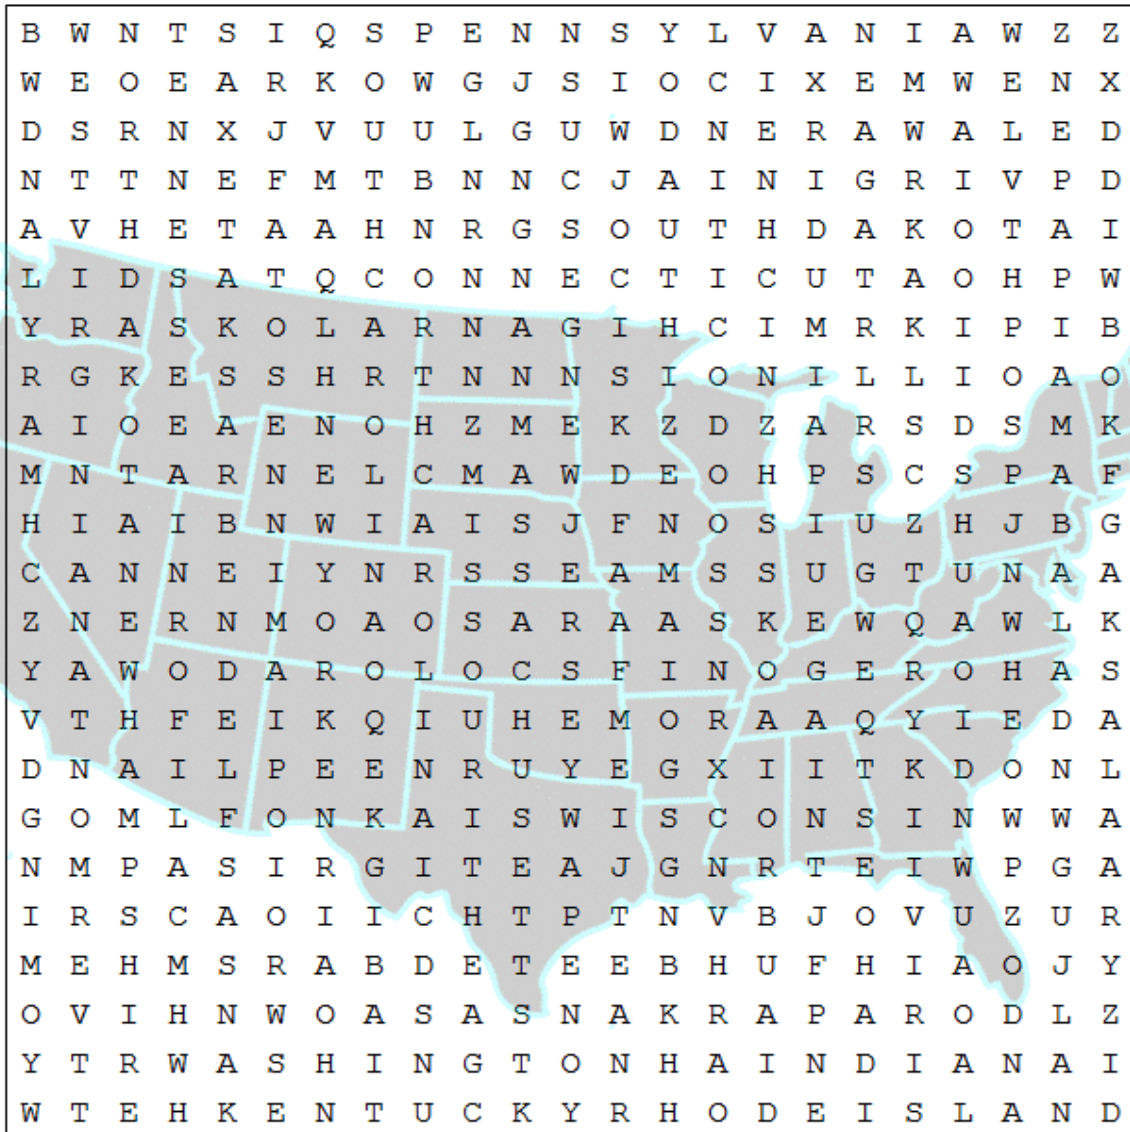 B W N T S I Q S P E N N S Y L V A N I A W Z Z
W E O E A R K O W G J S I O C I X E M W E N X
D S R N X J V U U L G U W D N E R A W A L E D
N T T N E F M T B N N C J A I N I G R I V P D
A V H E T A A H N R G S O U T H D A K O T A I
L I D S A T Q C O N N E C T I C U T A O H P W
Y R A S K O L A R N A G I H C I M R K I P I B
R G K E S S H R T N N N S I O N I L L I O A O
A I O E A E N O H Z M E K Z D Z A R S D S M K
M N T A R N E L C M A W D E O H P S C S P A F
H I A I B N W I A I S J F N O S I U Z H J B G
C A N N E I Y N R S S E A M S S U G T U N A A
Z N E R N M O A O S A R A A S K E W Q A W L K
Y A W O D A R O L O C S F I N O G E R O H A S
V T H F E I K Q I U H E M O R A A Q Y I E D A
D N A I L P E E N R U Y E G X I I T K D O N L
G O M L F O N K A I S W I S C O N S I N W W A
N M P A S I R G I T E A J G N R T E I W P G A
I R S C A O I I C H T P T N V B J O V U Z U R
M E H M S R A B D E T E E B H U F H I A O J Y
O V I H N W O A S A S N A K R A P A R O D L Z
Y T R W A S H I N G T O N H A I N D I A N A I
W T E H K E N T U C K Y R H O D E I S L A N D